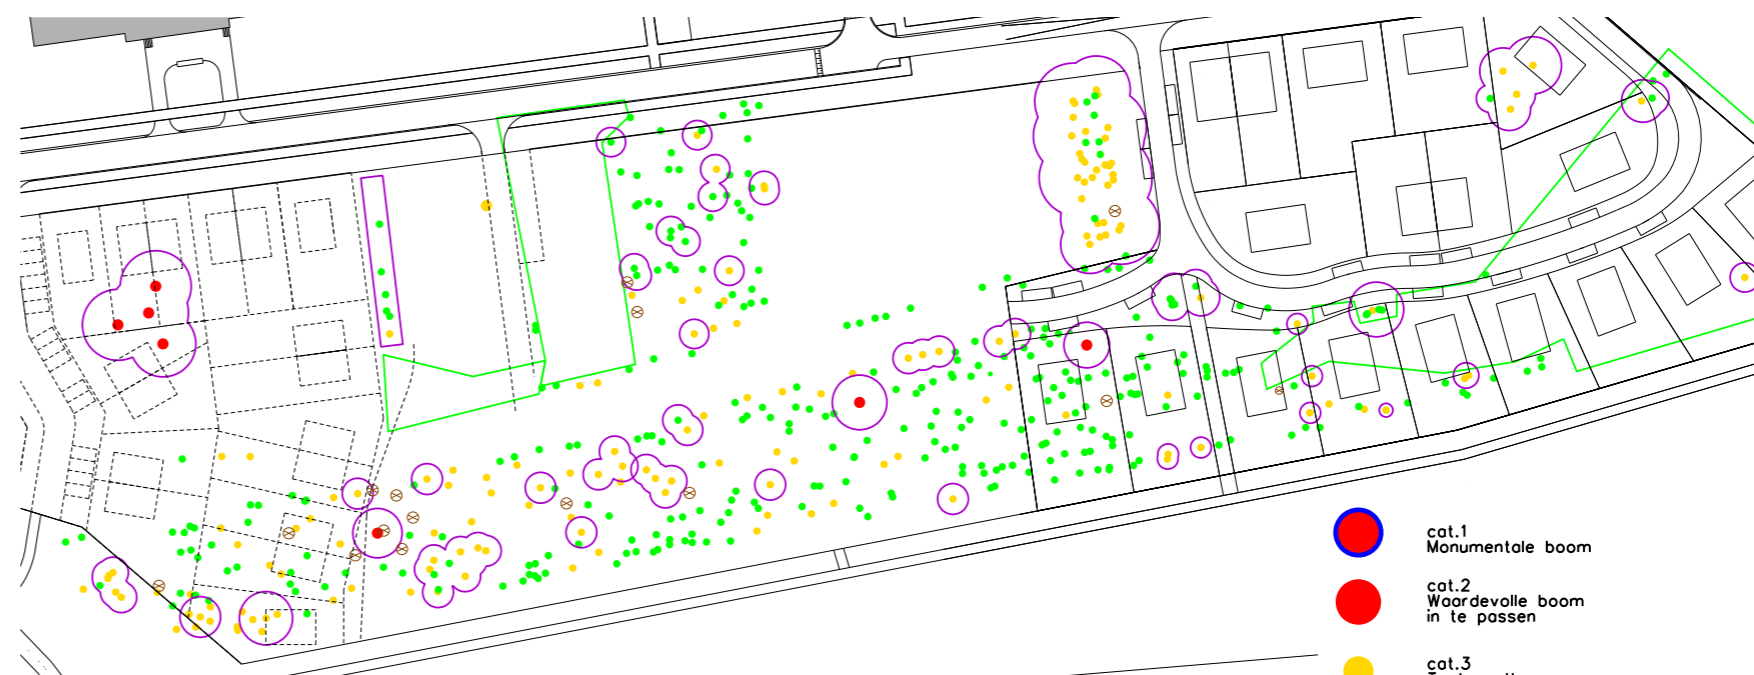 cat.1
Monumentale boom
cat.2
Waardevolle boom
in te passen
cat.3